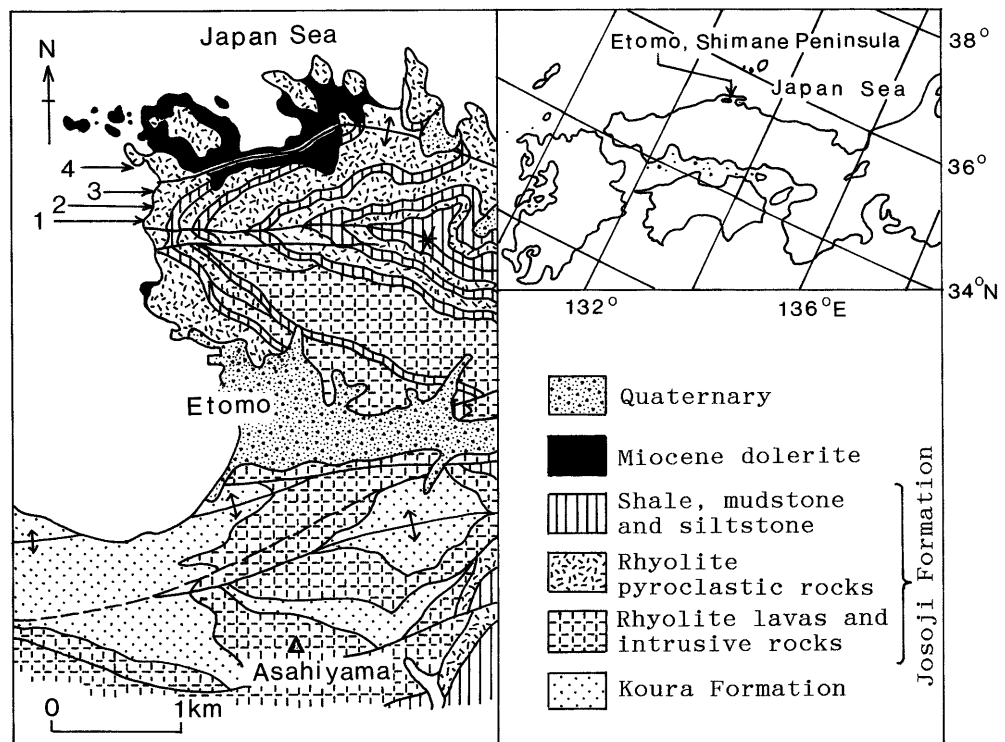 Japan Sea
N
4
3
2
1
Etomo
Asahiyama
0 1km
Etomo, Shimane Peninsula
Japan Sea
38°
36°
34°N
132° 136°E
Quaternary
Miocene dolerite
Shale, mudstone
and siltstone
Rhyolite
pyroclastic rocks
Rhyolite lavas and
intrusive rocks
Koura Formation
Josoji Formation